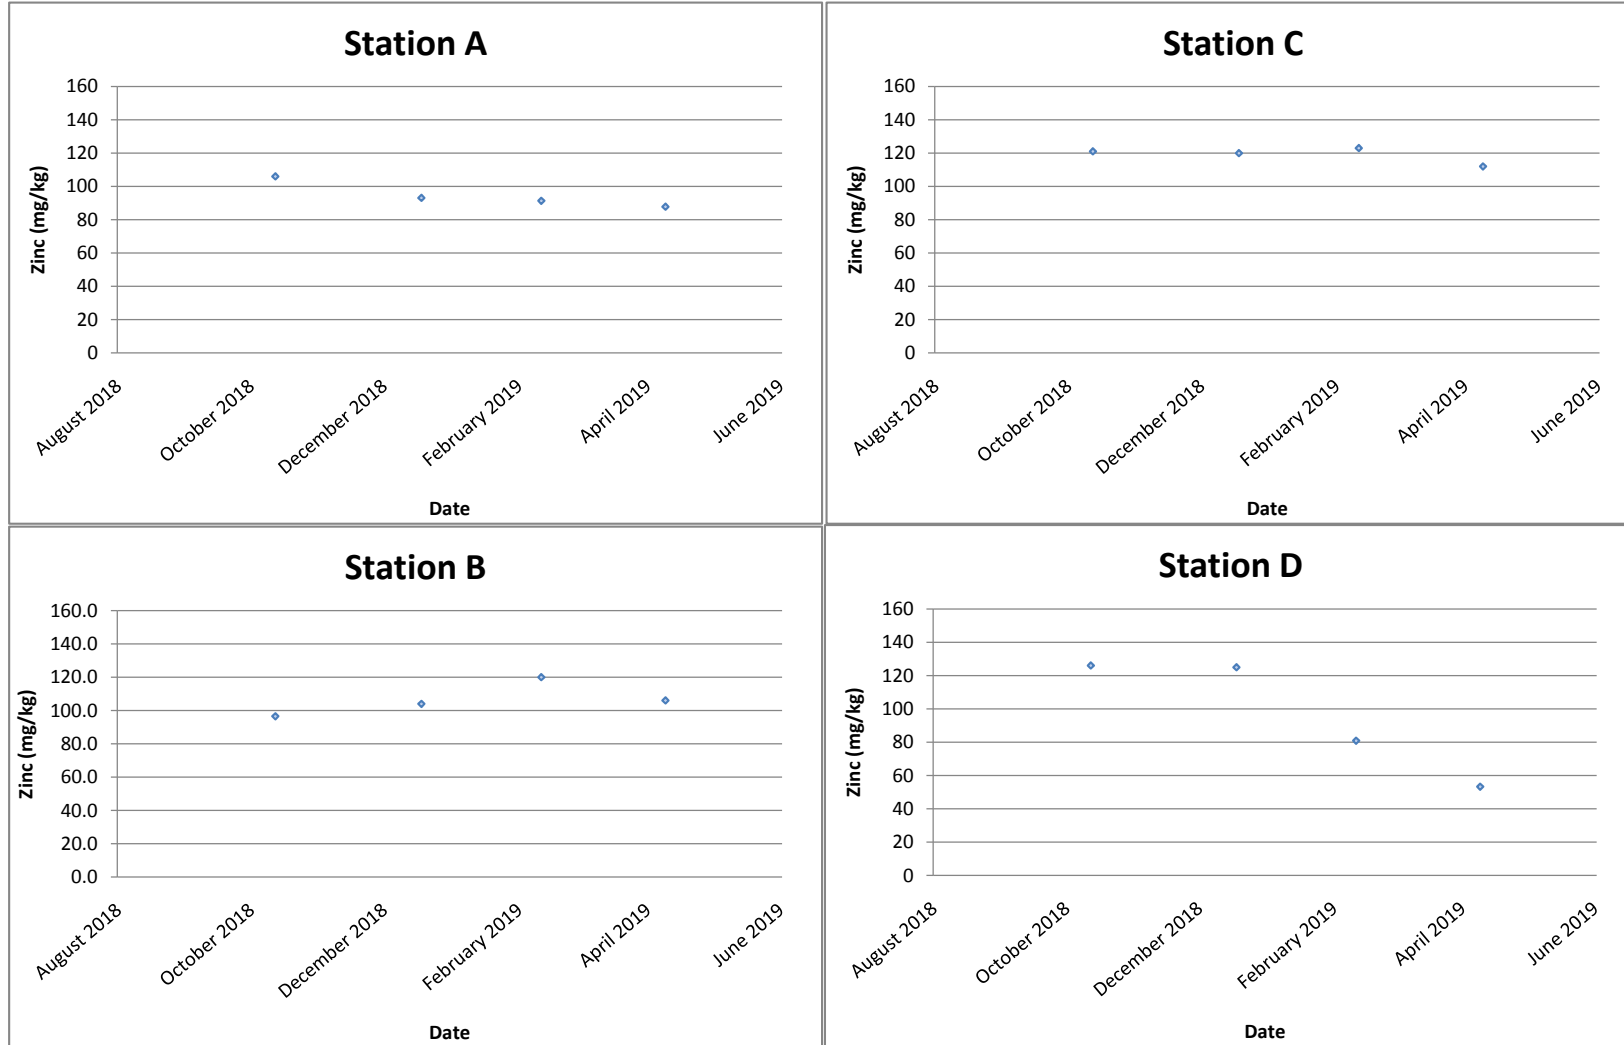 Station A
160
140
120
100
80
60
40
20
0
Zinc (mg/kg)
August 2018
October 2018
December 2018
February 2019
April 2019
June 2019
Date
Station C
160
140
120
100
80
60
40
20
0
Zinc (mg/kg)
August 2018
October 2018
December 2018
February 2019
April 2019
June 2019
Date
Station B
160.0
140.0
120.0
100.0
80.0
60.0
40.0
20.0
0.0
Zinc (mg/kg)
August 2018
October 2018
December 2018
February 2019
April 2019
June 2019
Date
Station D
160
140
120
100
80
60
40
20
0
Zinc (mg/kg)
August 2018
October 2018
December 2018
February 2019
April 2019
June 2019
Date